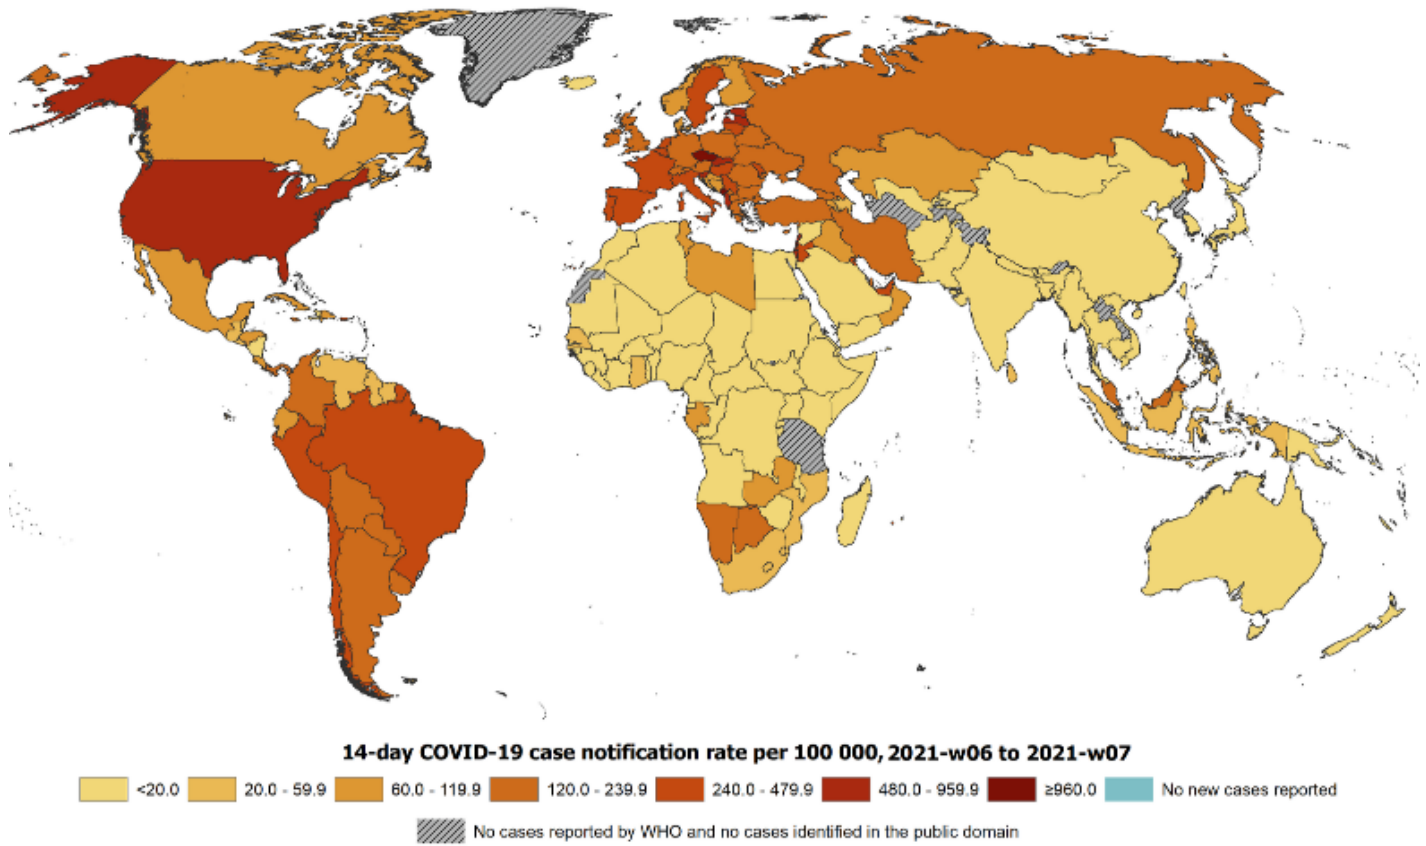 14-day COVID-19 case notification rate per 100 000, 2021-w06 to 2021-w07
<20.0 20.0 - 59.9 60.0 - 119.9 120.0 - 239.9 240.0 - 479.9 480.0 - 959.9 ≥960.0 No new cases reported
No cases reported by WHO and no cases identified in the public domain